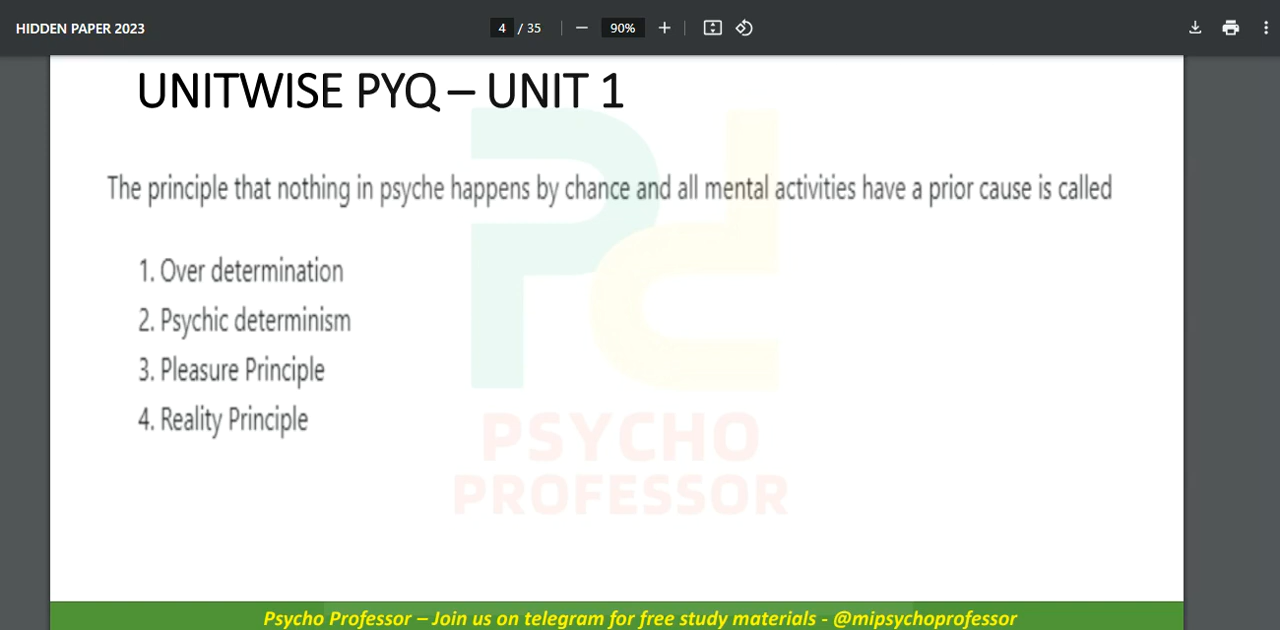 HIDDEN PAPER 2023
4 / 35
90%
UNITWISE PYQ – UNIT 1
The principle that nothing in psyche happens by chance and all mental activities have a prior cause is called
1. Over determination
2. Psychic determinism
3. Pleasure Principle
4. Reality Principle
PSYCHO
PROFESSOR
Psycho Professor – Join us on telegram for free study materials - @mipsychoprofessor